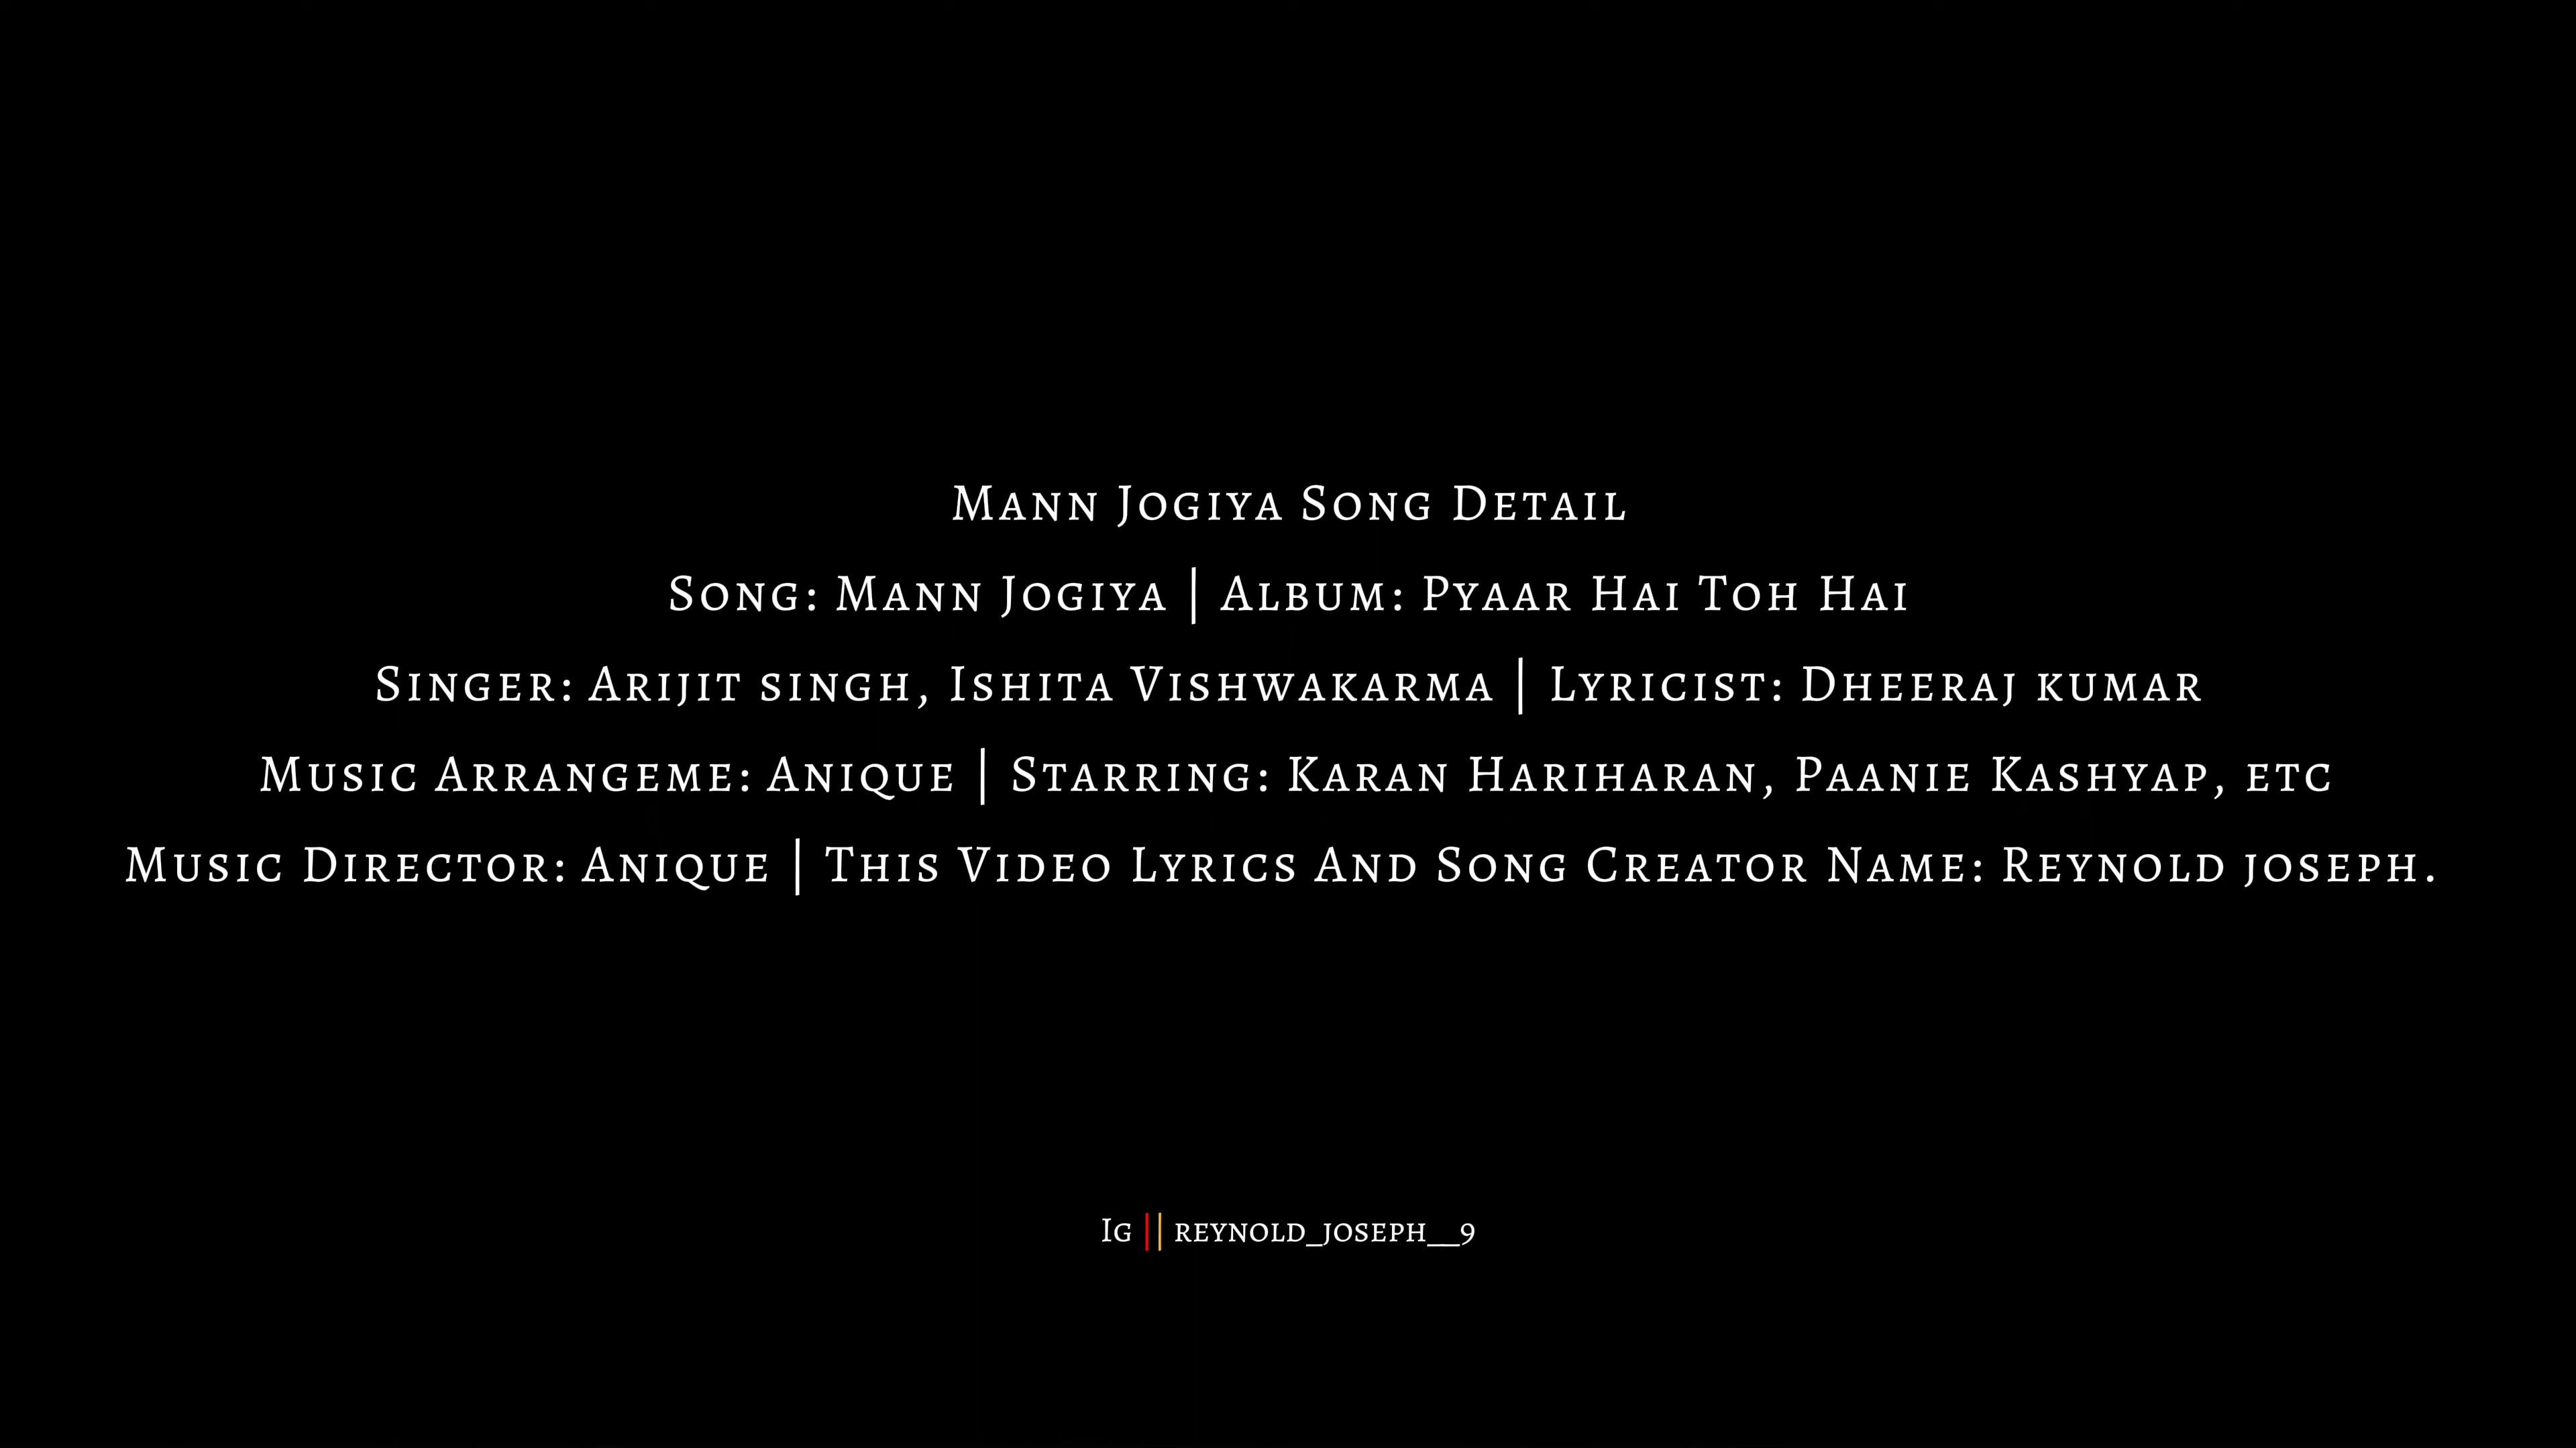 Mann Jogiya Song Detail
Song: Mann Jogiya | Album: Pyaar Hai Toh Hai
Singer: Arijit singh, Ishita Vishwakarma | Lyricist: Dheeraj kumar
Music Arrangeme: Anique | Starring: Karan Hariharan, Paanie Kashyap, etc
Music Director: Anique | This Video Lyrics And Song Creator Name: Reynold joseph.
Ig || reynold_joseph__9